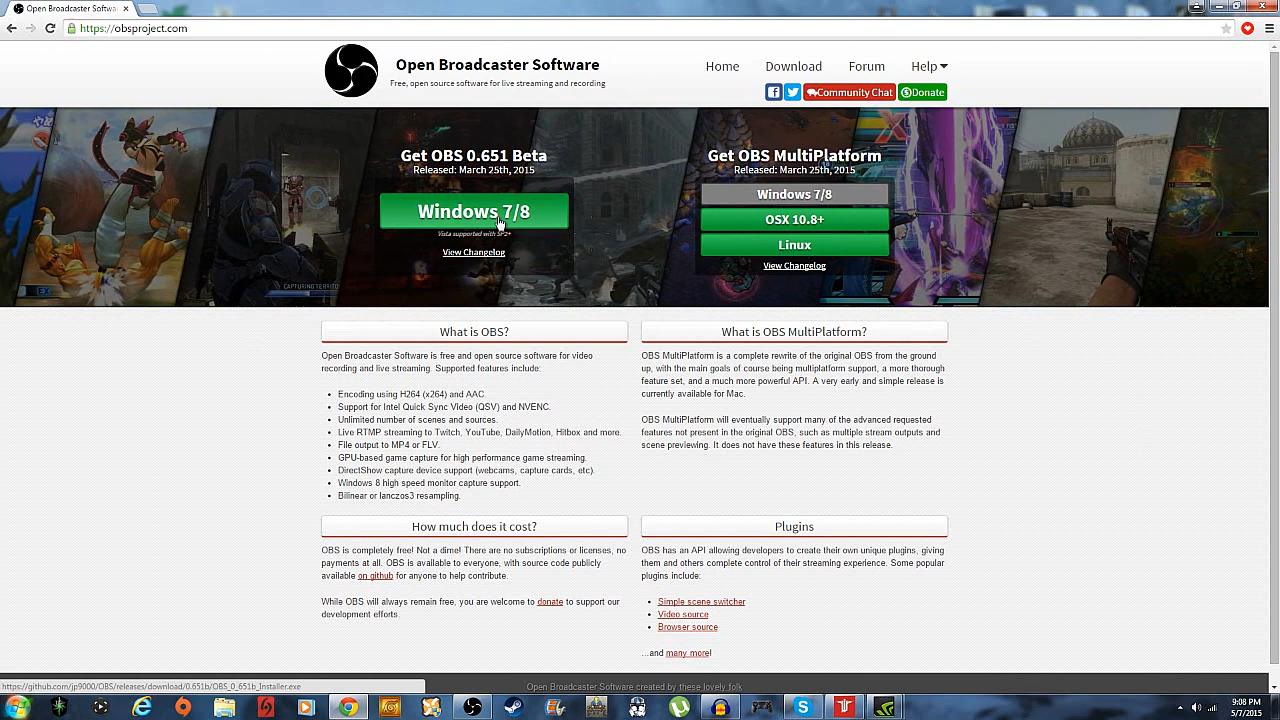 Open Broadcaster Softwa
https://obsproject.com
Open Broadcaster Software
Free, open source software for live streaming and recording
Home
Download
Forum
Help
Community Chat
Donate
Get OBS 0.651 Beta
Released: March 25th, 2015
Windows 7/8
Vista supported with SP2+
View Changelog
Get OBS MultiPlatform
Released: March 25th, 2015
Windows 7/8
OSX 10.8+
Linux
View Changelog
EX
CAPTURING TERRITO
What is OBS?
Open Broadcaster Software is free and open source software for video
recording and live streaming. Supported features include:
Encoding using H264 (x264) and AAC.
Support for Intel Quick Sync Video (QSV) and NVENC.
Unlimited number of scenes and sources.
Live RTMP streaming to Twitch, YouTube, DailyMotion, Hitbox and more.
File output to MP4 or FLV.
GPU-based game capture for high performance game streaming.
DirectShow capture device support (webcams, capture cards, etc).
Windows 8 high speed monitor capture support.
Bilinear or lanczos3 resampling.
What is OBS MultiPlatform?
OBS MultiPlatform is a complete rewrite of the original OBS from the ground
up, with the main goals of course being multiplatform support, a more thorough
feature set, and a much more powerful API. A very early and simple release is
currently available for Mac.
OBS MultiPlatform will eventually support many of the advanced requested
features not present in the original OBS, such as multiple stream outputs and
scene previewing. It does not have these features in this release.
How much does it cost?
OBS is completely free! Not a dime! There are no subscriptions or licenses, no
payments at all. OBS is available to everyone, with source code publicly
available on github for anyone to help contribute.
While OBS will always remain free, you are welcome to donate to support our
development efforts.
Plugins
OBS has an API allowing developers to create their own unique plugins, giving
them and others complete control of their streaming experience. Some popular
plugins include:
Simple scene switcher
Video source
Browser source
...and many more!
https://github.com/jp9000/OBS/releases/download/0.651b/OBS_0_651b_Installer.exe
Open Broadcaster Software created by these lovely folk
9:08 PM
5/7/2015